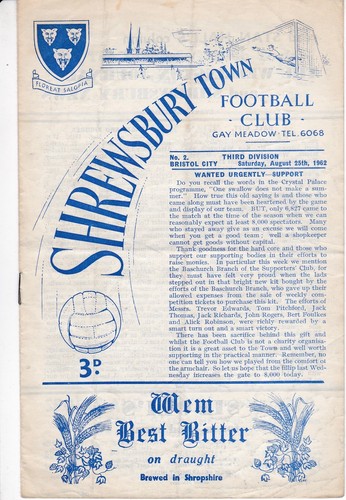 FLOREAT SALOPIA
SHREWSBURY TOWN
FOOTBALL
CLUB
GAY MEADOW · TEL. 6068
No. 2. THIRD DIVISION
BRISTOL CITY Saturday, August 25th, 1962
WANTED URGENTLY—SUPPORT
Do you recall the words in the Crystal Palace
programme, "One swallow does not make a sum-
mer." How true this old saying is and those who
came along must have been heartened by the game
and display of our team. BUT, only 6,827 came to
the match at the time of the season when we can
reasonably expect at least 8,000 spectators. Many
who stayed away give as an excuse we will come
when you get a good team; well a shopkeeper
cannot get goods without capital.
Thank goodness for the hard core and those who
support our supporting bodies in their efforts to
raise monies. In particular this week we mention
the Baschurch Branch of the Supporters' Club, for
they must have felt very proud when the lads
stepped out in that bright new kit bought by the
efforts of the Baschurch Branch, who give up their
allowed expenses from the sale of weekly com-
petition tickets to purchase this kit. The efforts of
Messrs. Trevor Edwards, Tom Pitchford, Jack
Thomas, Jack Richards, John Rogers, Bert Foulkes
and Alick Robinson, were richly rewarded by a
smart turn out and a smart victory.
There has been sacrifice behind this gift and
whilst the Football Club is not a charity organisa-
tion it is a great asset to the Town and well worth
supporting in the practical manner. Remember, no
one can tell you how we played from the comfort of
the armchair. So let us hope that the fillip last Wed-
nesday increases the gate to 8,000 today.
3D.
Wem
Best Bitter
on draught
Brewed in Shropshire